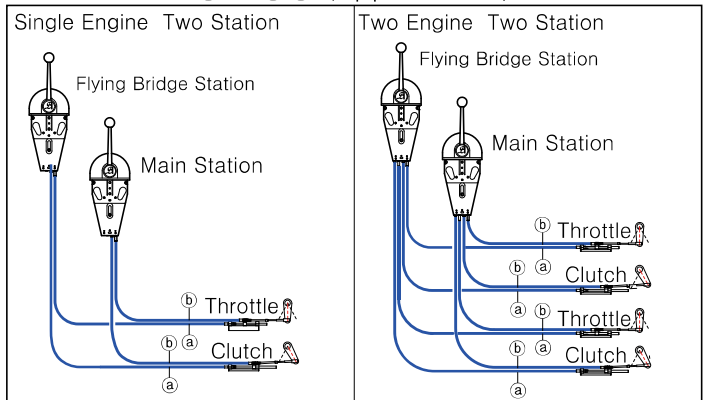 Single Engine Two Station
Flying Bridge Station
Main Station
b
Throttle
a
b
Clutch
a
Two Engine Two Station
Flying Bridge Station
Main Station
b
Throttle
a
b
Clutch
a
b
Throttle
a
b
Clutch
a